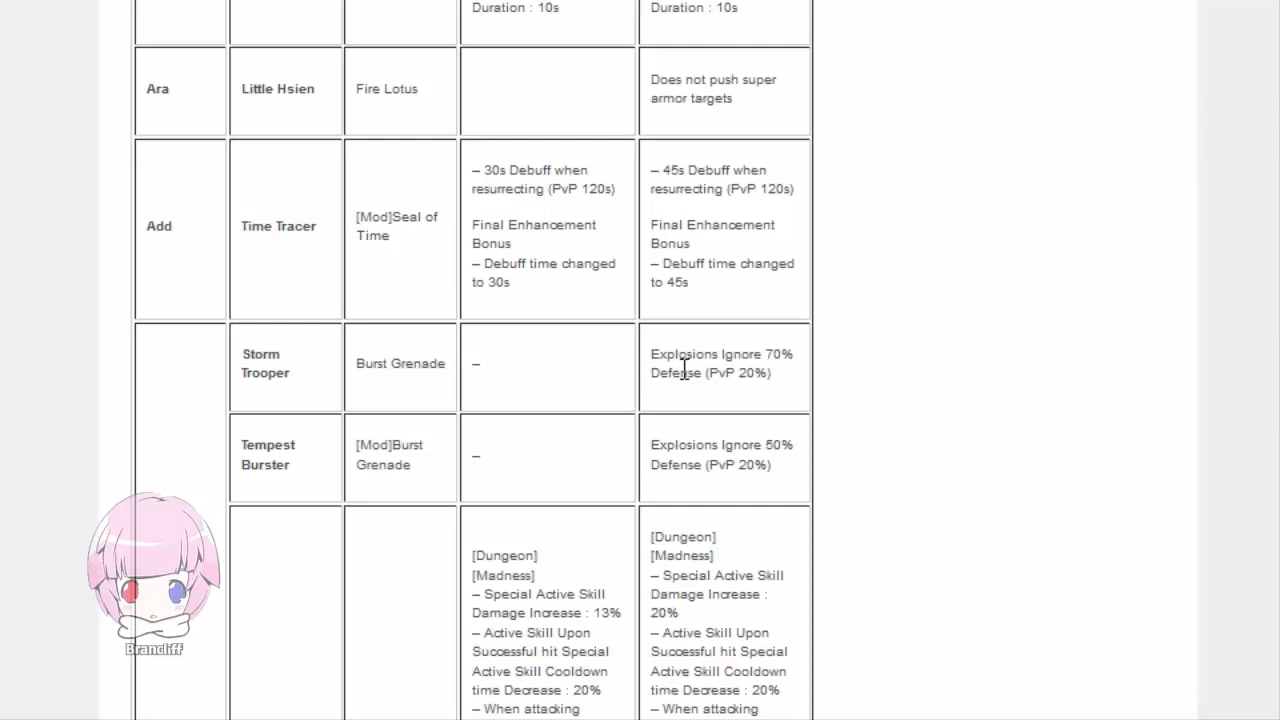 Duration : 10s
Duration : 10s
Ara
Little Hsien
Fire Lotus
Does not push super
armor targets
Add
Time Tracer
[Mod]Seal of
Time
– 30s Debuff when
resurrecting (PvP 120s)
Final Enhancement
Bonus
– Debuff time changed
to 30s
– 45s Debuff when
resurrecting (PvP 120s)
Final Enhancement
Bonus
– Debuff time changed
to 45s
Storm
Trooper
Burst Grenade
–
Explosions Ignore 70%
Defense (PvP 20%)
Tempest
Burster
[Mod]Burst
Grenade
–
Explosions Ignore 50%
Defense (PvP 20%)
[Dungeon]
[Madness]
– Special Active Skill
Damage Increase : 13%
– Active Skill Upon
Successful hit Special
Active Skill Cooldown
time Decrease : 20%
– When attacking
[Dungeon]
[Madness]
– Special Active Skill
Damage Increase :
20%
– Active Skill Upon
Successful hit Special
Active Skill Cooldown
time Decrease : 20%
– When attacking
Brancliff